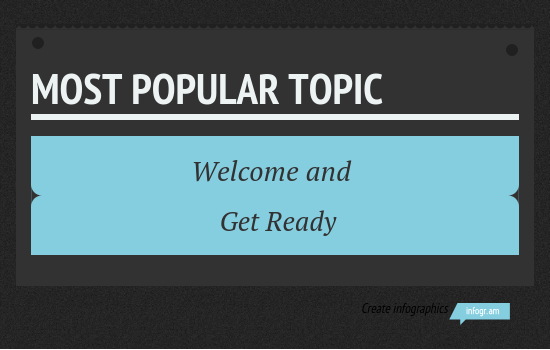 MOST POPULAR TOPIC
Welcome and
Get Ready
Create infographics infogr.am